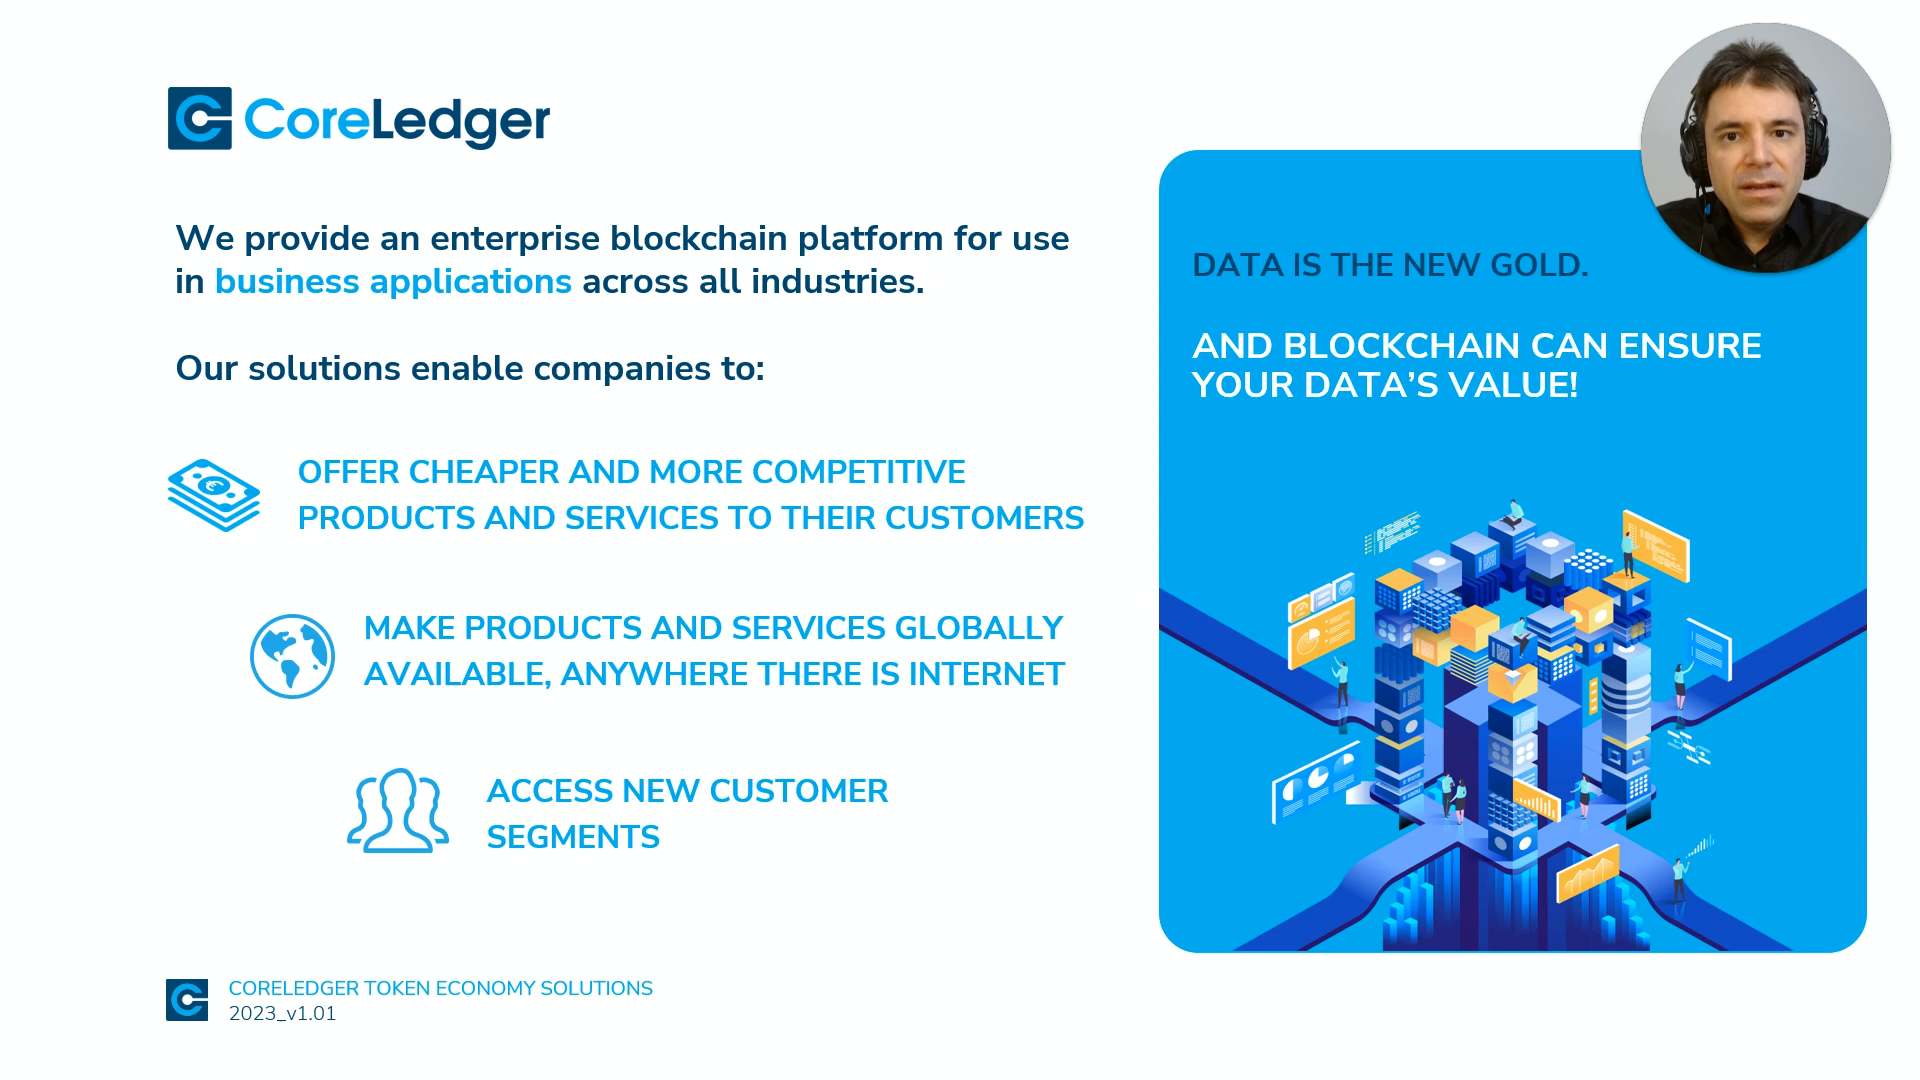 CoreLedger
We provide an enterprise blockchain platform for use
in business applications across all industries.
Our solutions enable companies to:
OFFER CHEAPER AND MORE COMPETITIVE
PRODUCTS AND SERVICES TO THEIR CUSTOMERS
MAKE PRODUCTS AND SERVICES GLOBALLY
AVAILABLE, ANYWHERE THERE IS INTERNET
ACCESS NEW CUSTOMER
SEGMENTS
DATA IS THE NEW GOLD.
AND BLOCKCHAIN CAN ENSURE
YOUR DATA’S VALUE!
CORELEDGER TOKEN ECONOMY SOLUTIONS
2023_v1.01